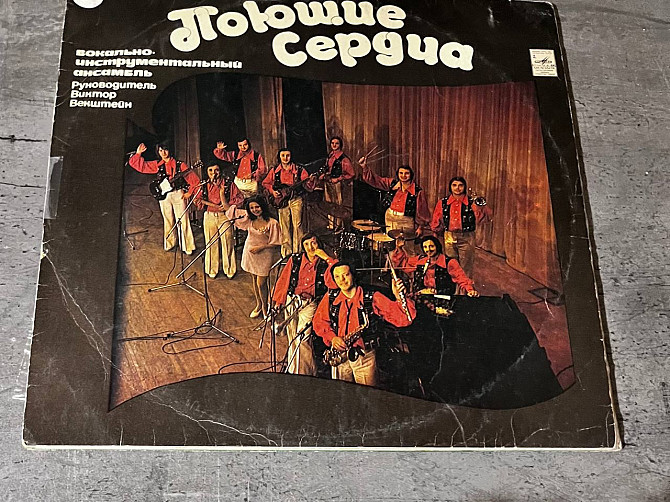 Поющие
Сердца
вокально-
инструментальный
ансамбль
Руководитель
Виктор
Векштейн